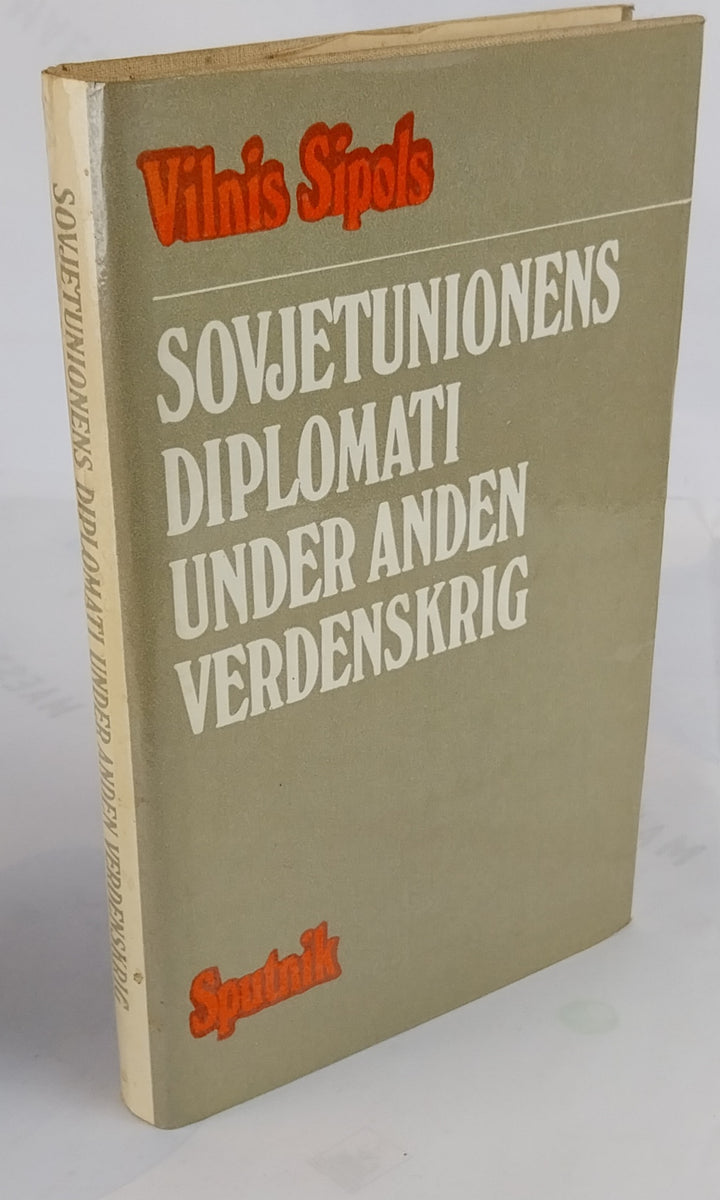 Vilnis Sipols
SOVJETUNIONENS
DIPLOMATI
UNDER ANDEN
VERDENSKRIG
Sputnik
SOVJETUNIONENS DIPLOMATI UNDER ANDEN VERDENSKRIG